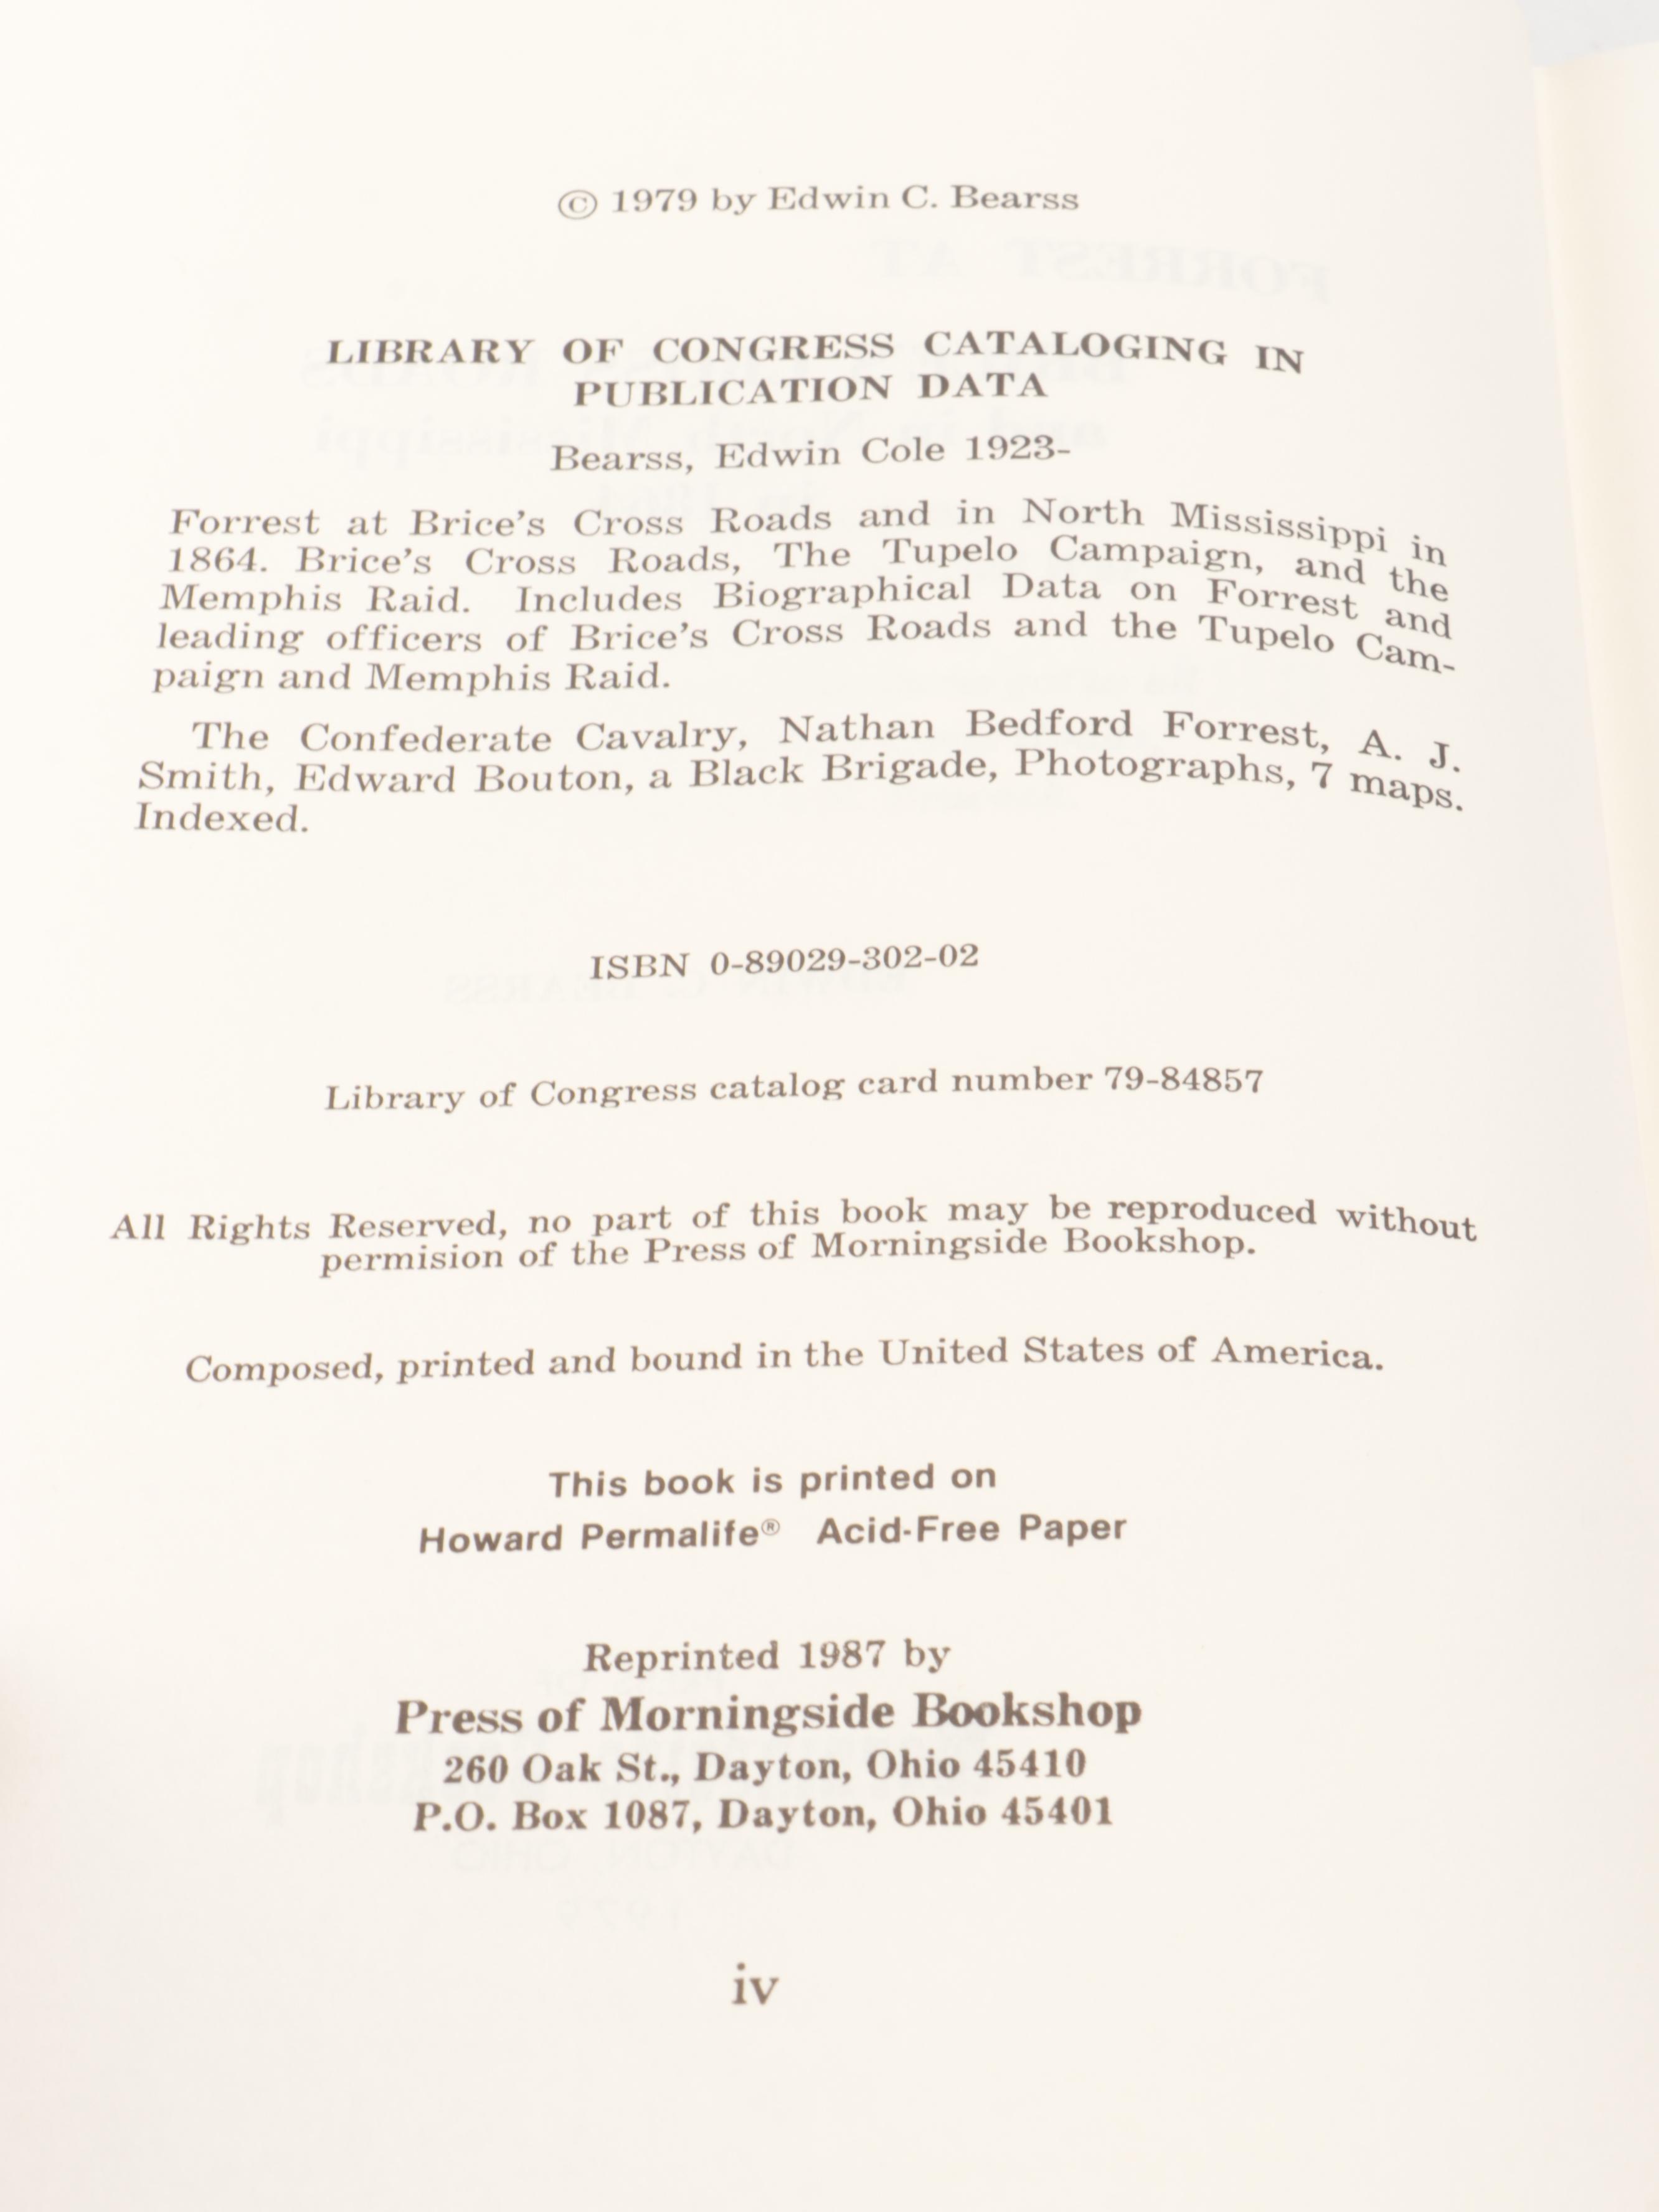 © 1979 by Edwin C. Bearss
LIBRARY OF CONGRESS CATALOGING IN
PUBLICATION DATA
Bearss, Edwin Cole 1923-
Forrest at Brice's Cross Roads and in North Mississippi in
1864. Brice's Cross Roads, The Tupelo Campaign, and the
Memphis Raid. Includes Biographical Data on Forrest and
leading officers of Brice's Cross Roads and the Tupelo Cam-
paign and Memphis Raid.
The Confederate Cavalry, Nathan Bedford Forrest, A. J.
Smith, Edward Bouton, a Black Brigade, Photographs, 7 maps.
Indexed.
ISBN 0-89029-302-02
Library of Congress catalog card number 79-84857
All Rights Reserved, no part of this book may be reproduced without
permision of the Press of Morningside Bookshop.
Composed, printed and bound in the United States of America.
This book is printed on
Howard Permalife® Acid-Free Paper
Reprinted 1987 by
Press of Morningside Bookshop
260 Oak St., Dayton, Ohio 45410
P.O. Box 1087, Dayton, Ohio 45401
iv